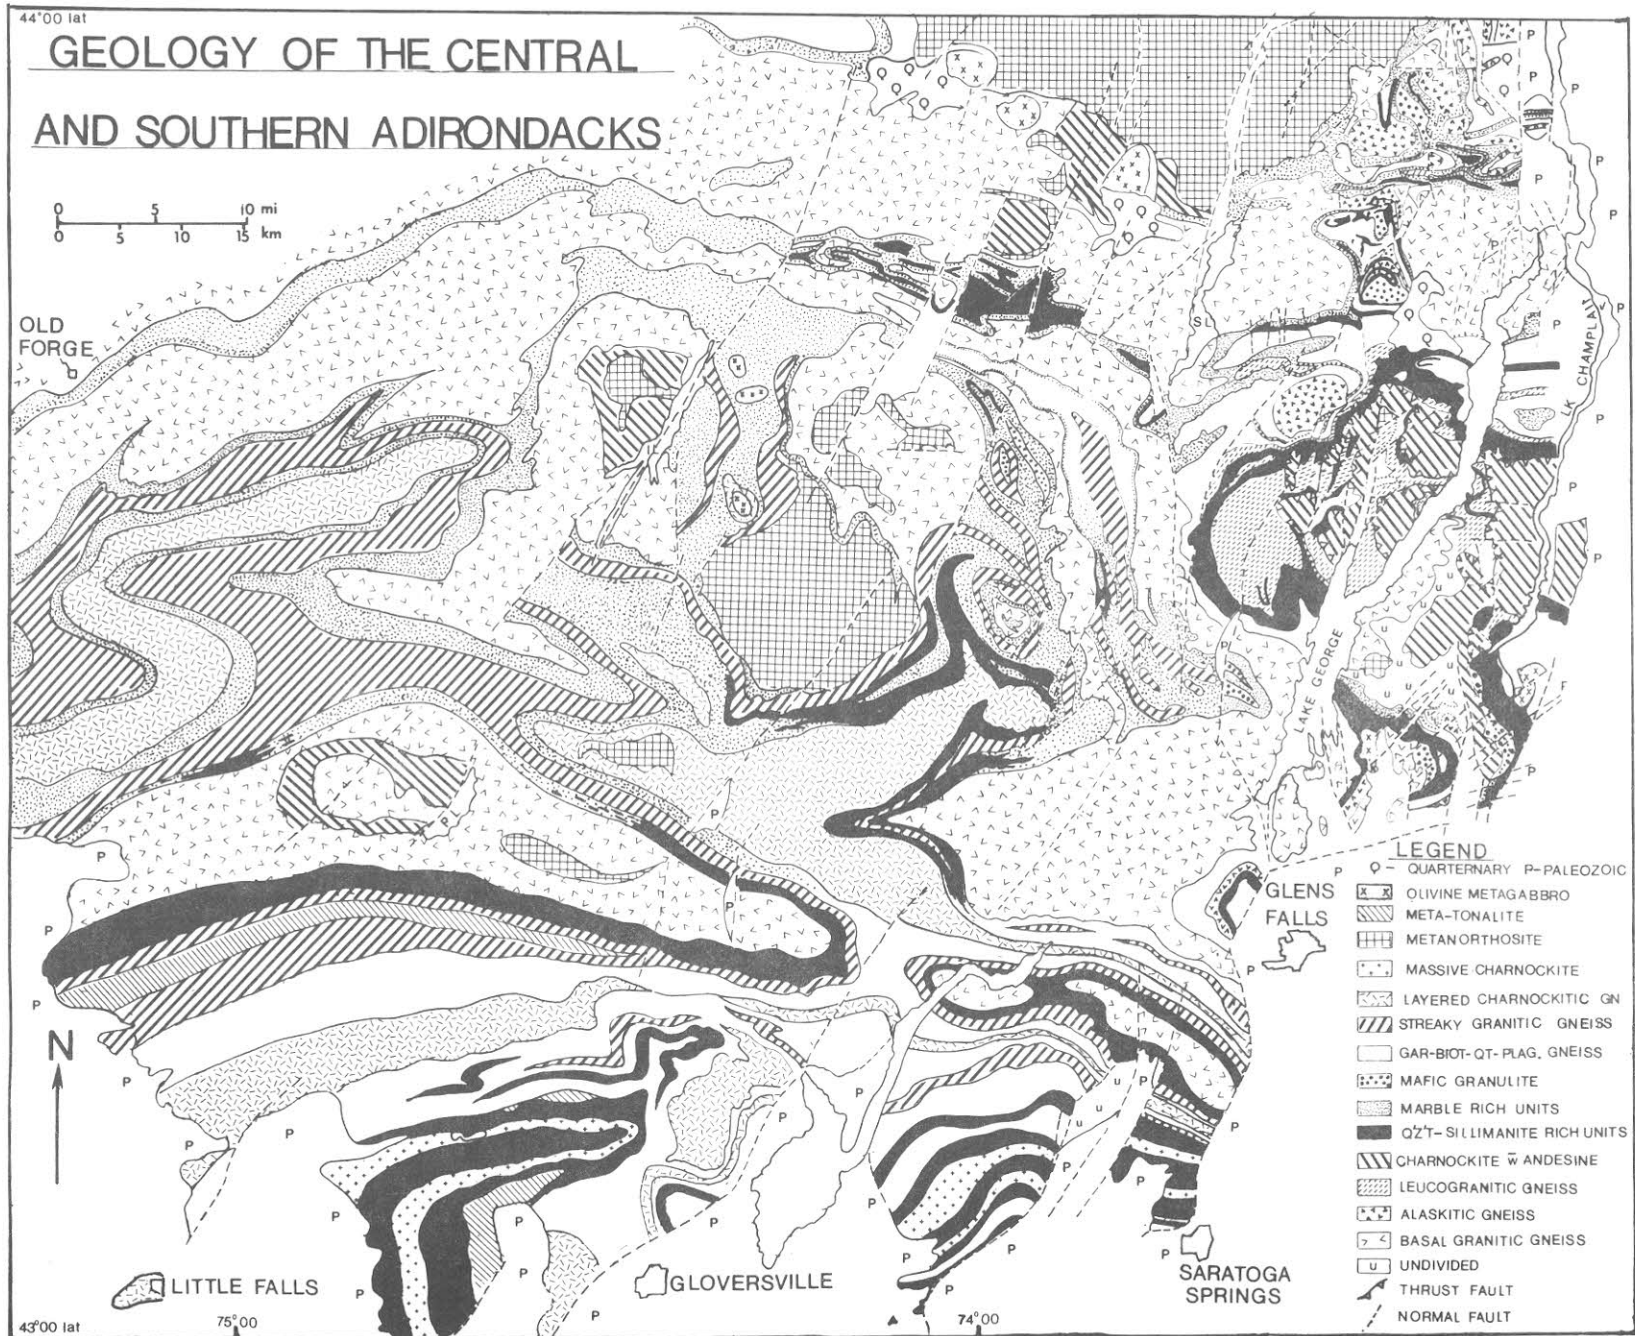 44°00 lat
GEOLOGY OF THE CENTRAL
AND SOUTHERN ADIRONDACKS
0 5 10 mi
0 5 10 15 km
OLD
FORGE
SL
LK CHAMPLAI
LAKE GEORGE
GLENS
FALLS
N
LITTLE FALLS
GLOVERSVILLE
SARATOGA
SPRINGS
43°00 lat
75°00
74°00
LEGEND
Q - QUARTERNARY P-PALEOZOIC
OLIVINE METAGABBRO
META-TONALITE
METANORTHOSITE
MASSIVE CHARNOCKITE
LAYERED CHARNOCKITIC GN
STREAKY GRANITIC GNEISS
GAR-BIOT-QT-PLAG. GNEISS
MAFIC GRANULITE
MARBLE RICH UNITS
QZT-SILLIMANITE RICH UNITS
CHARNOCKITE w̄ ANDESINE
LEUCOGRANITIC GNEISS
ALASKITIC GNEISS
BASAL GRANITIC GNEISS
u UNDIVIDED
THRUST FAULT
NORMAL FAULT